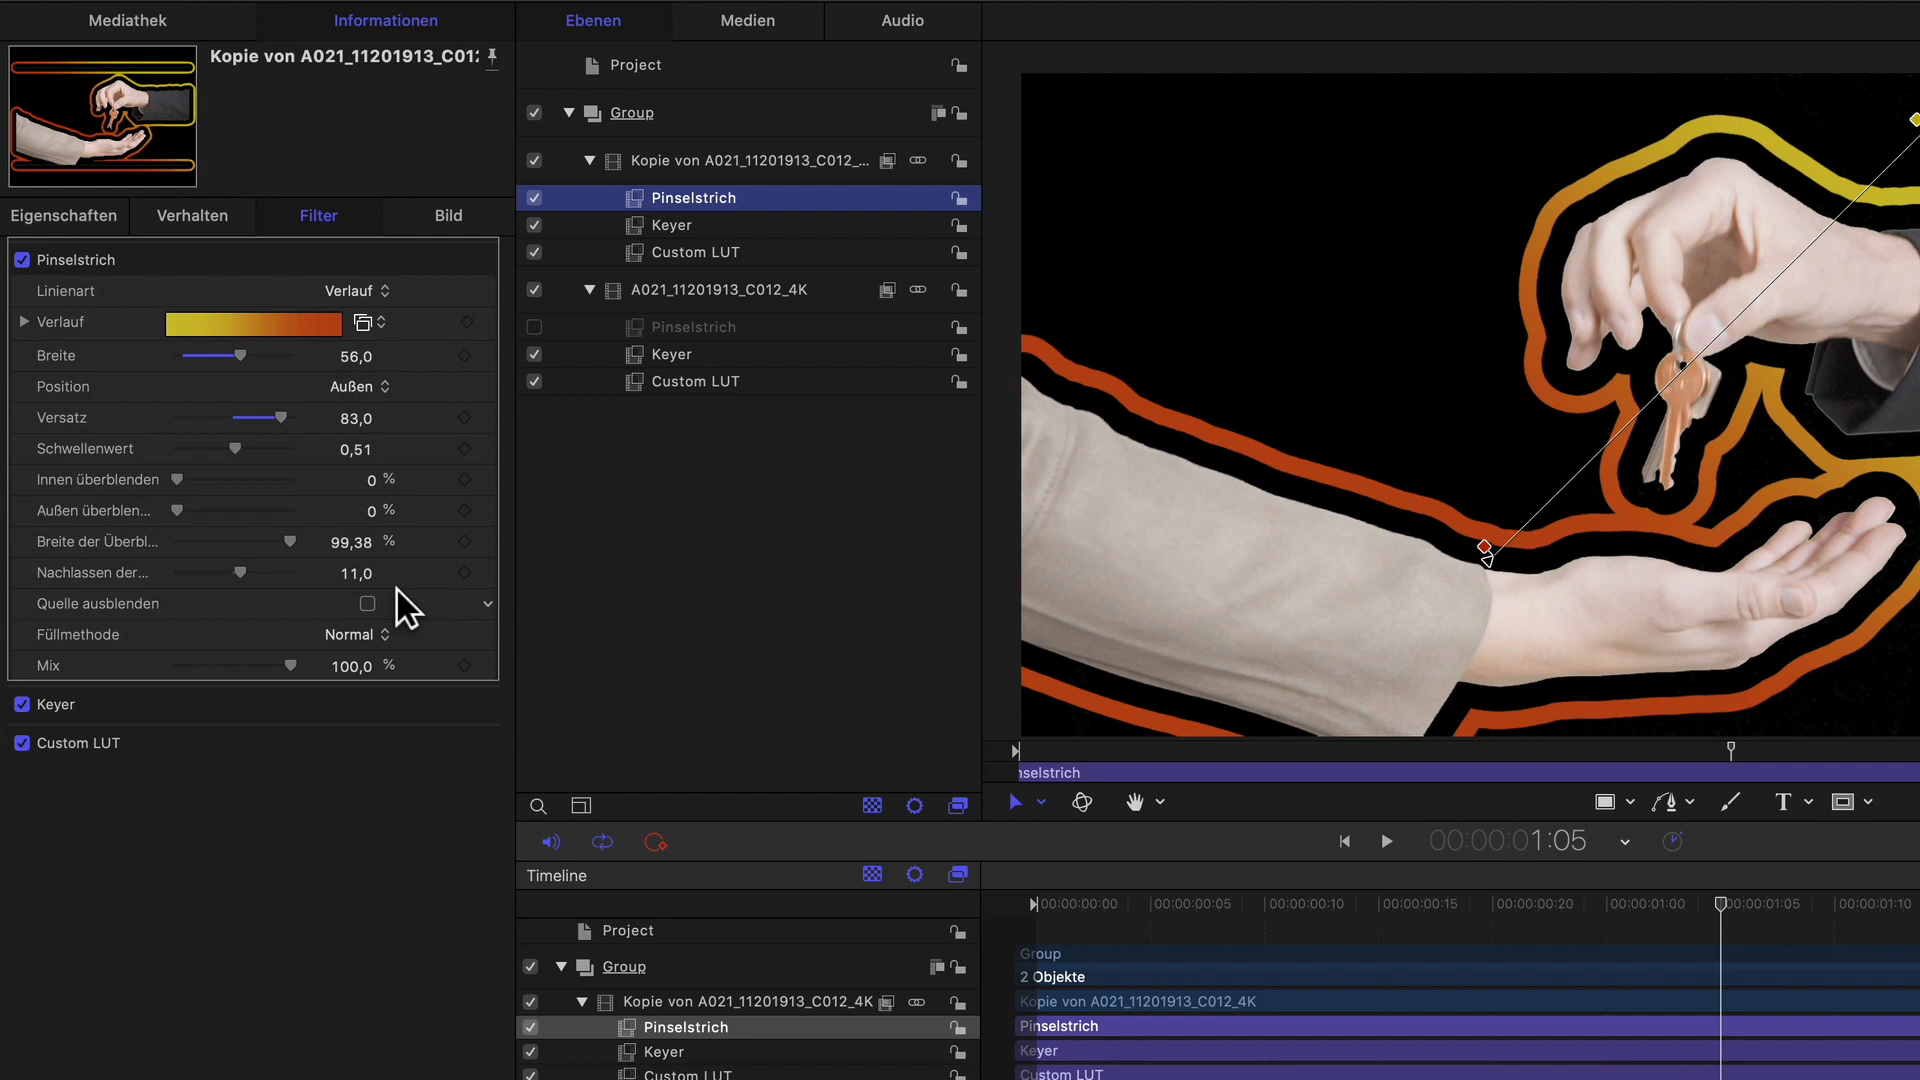 Mediathek
Informationen
Kopie von A021_11201913_C012
Eigenschaften
Verhalten
Filter
Bild
Pinselstrich
Linienart
Verlauf
Verlauf
Breite
56,0
Position
Außen
Versatz
83,0
Schwellenwert
0,51
Innen überblenden
0 %
Außen überblen...
0 %
Breite der Überbl...
99,38 %
Nachlassen der...
11,0
Quelle ausblenden
Füllmethode
Normal
Mix
100,0 %
Keyer
Custom LUT
Ebenen
Medien
Audio
Project
Group
Kopie von A021_11201913_C012_...
Pinselstrich
Keyer
Custom LUT
A021_11201913_C012_4K
Pinselstrich
Keyer
Custom LUT
nselstrich
T
00:00:00:01:05
Timeline
00:00:00:00
00:00:00:05
00:00:00:10
00:00:00:15
00:00:00:20
00:00:01:00
00:00:01:05
00:00:01:10
Project
Group
Kopie von A021_11201913_C012_4K
Pinselstrich
Keyer
Custom LUT
Group
2 Objekte
Kopie von A021_11201913_C012_4K
Pinselstrich
Keyer
Custom LUT